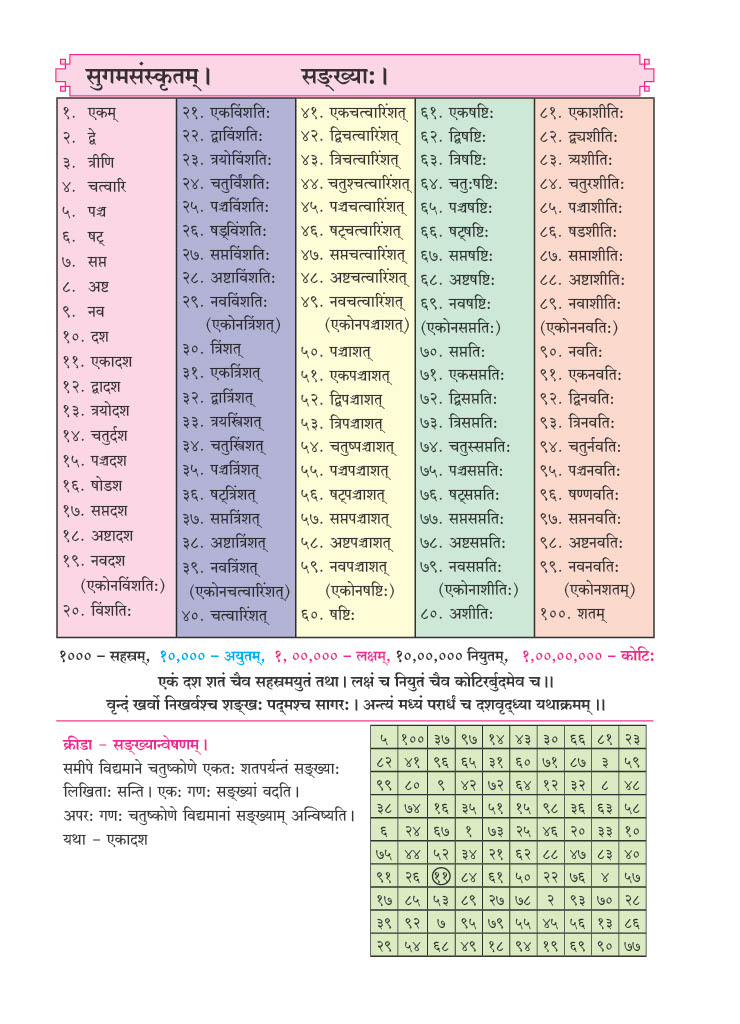 सुगमसंस्कृतम्। सङ्ख्याः।
१. एकम्
२. द्वे
३. त्रीणि
४. चत्वारि
५. पञ्च
६. षट्
७. सप्त
८. अष्ट
९. नव
१०. दश
११. एकादश
१२. द्वादश
१३. त्रयोदश
१४. चतुर्दश
१५. पञ्चदश
१६. षोडश
१७. सप्तदश
१८. अष्टादश
१९. नवदश
(एकोनविंशतिः)
२०. विंशतिः
२१. एकविंशतिः
२२. द्वाविंशतिः
२३. त्रयोविंशतिः
२४. चतुर्विंशतिः
२५. पञ्चविंशतिः
२६. षड्विंशतिः
२७. सप्तविंशतिः
२८. अष्टाविंशतिः
२९. नवविंशतिः
(एकोनत्रिंशत्)
३०. त्रिंशत्
३१. एकत्रिंशत्
३२. द्वात्रिंशत्
३३. त्रयस्त्रिंशत्
३४. चतुस्त्रिंशत्
३५. पञ्चत्रिंशत्
३६. षट्त्रिंशत्
३७. सप्तत्रिंशत्
३८. अष्टात्रिंशत्
३९. नवत्रिंशत्
(एकोनचत्वारिंशत्)
४०. चत्वारिंशत्
४१. एकचत्वारिंशत्
४२. द्विचत्वारिंशत्
४३. त्रिचत्वारिंशत्
४४. चतुश्चत्वारिंशत्
४५. पञ्चचत्वारिंशत्
४६. षट्चत्वारिंशत्
४७. सप्तचत्वारिंशत्
४८. अष्टचत्वारिंशत्
४९. नवचत्वारिंशत्
(एकोनपञ्चाशत्)
५०. पञ्चाशत्
५१. एकपञ्चाशत्
५२. द्विपञ्चाशत्
५३. त्रिपञ्चाशत्
५४. चतुष्पञ्चाशत्
५५. पञ्चपञ्चाशत्
५६. षट्पञ्चाशत्
५७. सप्तपञ्चाशत्
५८. अष्टपञ्चाशत्
५९. नवपञ्चाशत्
(एकोनषष्टिः)
६०. षष्टिः
६१. एकषष्टिः
६२. द्विषष्टिः
६३. त्रिषष्टिः
६४. चतुःषष्टिः
६५. पञ्चषष्टिः
६६. षट्षष्टिः
६७. सप्तषष्टिः
६८. अष्टषष्टिः
६९. नवषष्टिः
(एकोनसप्ततिः)
७०. सप्ततिः
७१. एकसप्ततिः
७२. द्विसप्ततिः
७३. त्रिसप्ततिः
७४. चतुस्सप्ततिः
७५. पञ्चसप्ततिः
७६. षट्सप्ततिः
७७. सप्तसप्ततिः
७८. अष्टसप्ततिः
७९. नवसप्ततिः
(एकोनाशीतिः)
८०. अशीतिः
८१. एकाशीतिः
८२. द्व्यशीतिः
८३. त्र्यशीतिः
८४. चतुरशीतिः
८५. पञ्चाशीतिः
८६. षडशीतिः
८७. सप्ताशीतिः
८८. अष्टाशीतिः
८९. नवाशीतिः
(एकोननवतिः)
९०. नवतिः
९१. एकनवतिः
९२. द्विनवतिः
९३. त्रिनवतिः
९४. चतुर्नवतिः
९५. पञ्चनवतिः
९६. षण्णवतिः
९७. सप्तनवतिः
९८. अष्टनवतिः
९९. नवनवतिः
(एकोनशतम्)
१००. शतम्
१००० – सहस्रम्, १०,००० – अयुतम्, १, ००,००० – लक्षम्, १०,००,००० नियुतम्, १,००,००,००० – कोटिः
एकं दश शतं चैव सहस्रमयुतं तथा। लक्षं च नियुतं चैव कोटिरर्बुदमेव च॥
वृन्दं खर्वो निखर्वश्च शङ्खः पद्मश्च सागरः। अन्त्यं मध्यं परार्धं च दशवृद्ध्या यथाक्रमम्॥
क्रीडा – सङ्ख्यान्वेषणम्।
समीपे विद्यमाने चतुष्कोणे एकतः शतपर्यन्तं सङ्ख्याः
लिखिताः सन्ति। एकः गणः सङ्ख्यां वदति।
अपरः गणः चतुष्कोणे विद्यमानां सङ्ख्याम् अन्विष्यति।
यथा – एकादश
५ १०० ३७ ९७ १४ ४३ ३० ६६ ८१ २३
८२ ४१ ९६ ६५ ३१ ६० ७१ ८७ ३ ५९
९९ ८० ९ ४२ ७२ ६४ १२ ३२ ८ ४८
३८ ७४ १६ ३५ ५१ १५ ९८ ३६ ६३ ५८
६ २४ ६७ १ ७३ २५ ४६ २० ३३ १०
७५ ४४ ५२ ३४ २१ ६२ ८८ ४७ ८३ ४०
९१ २६ ११ ८४ ६१ ५० २२ ७६ ४ ५७
१७ ८५ ५३ ८९ २७ ७८ २ ९३ ७० २८
३९ ९२ ७ ९५ ७९ ५५ ४५ ५६ १३ ८६
२९ ५४ ६८ ४९ १८ ९४ १९ ६९ ९० ७७